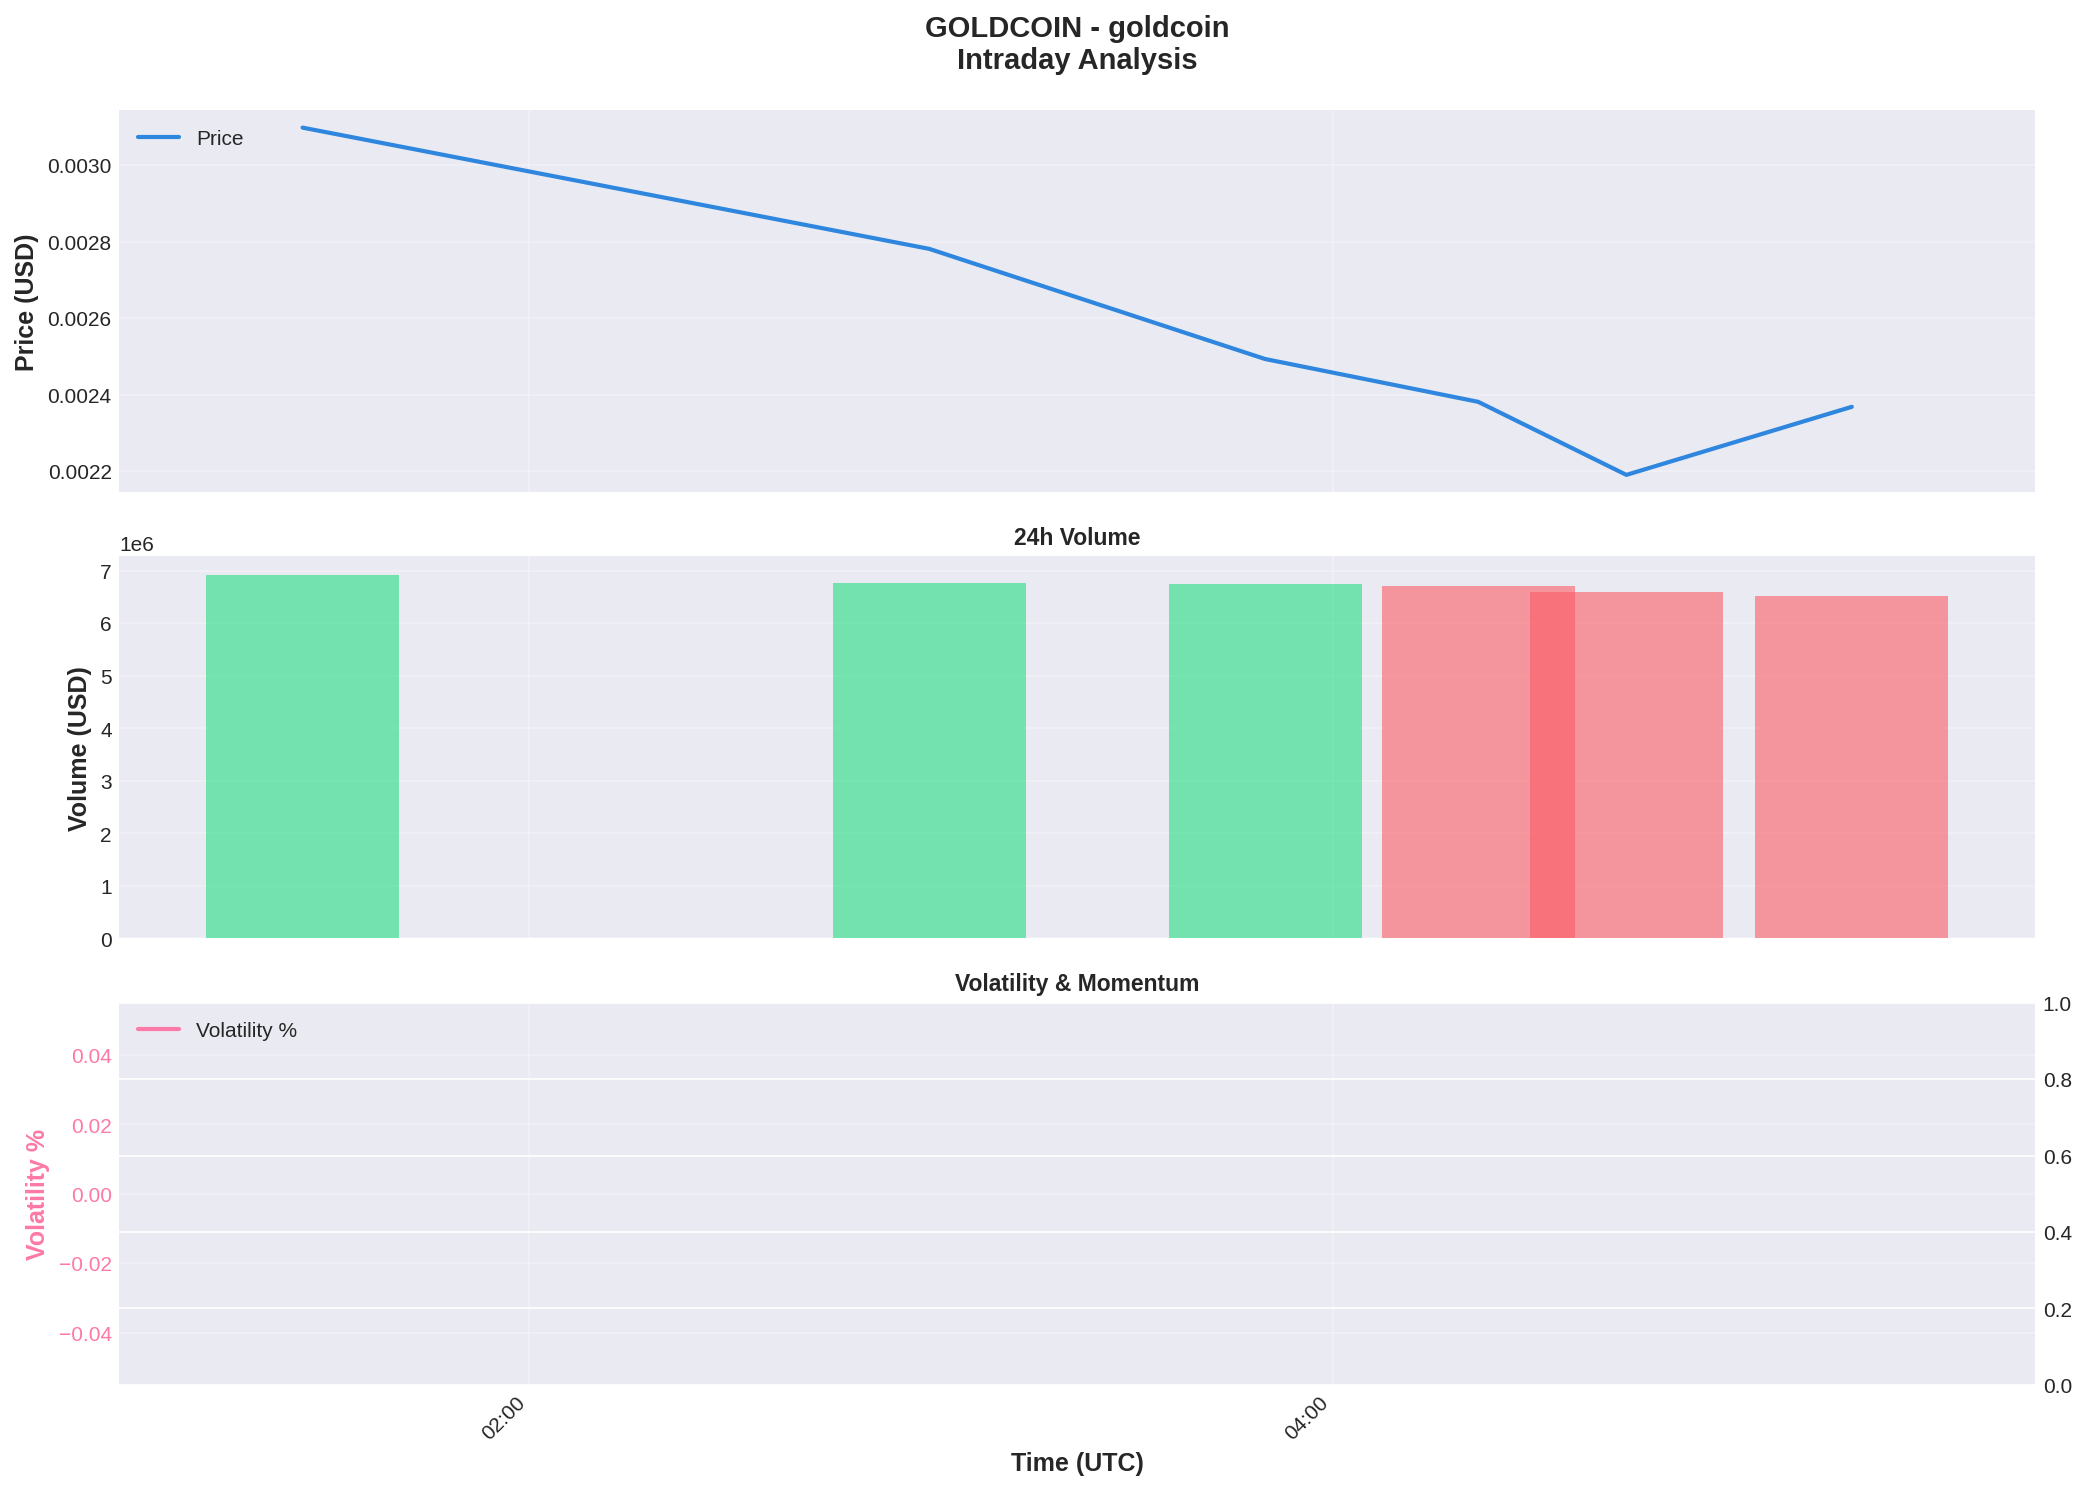 GOLDCOIN - goldcoin
Intraday Analysis
Price
0.0030
0.0028
0.0026
0.0024
0.0022
Price (USD)
24h Volume
1e6
7
6
5
4
3
2
1
0
Volume (USD)
Volatility & Momentum
Volatility %
0.04
0.02
0.00
−0.02
−0.04
Volatility %
1.0
0.8
0.6
0.4
0.2
0.0
02:00
04:00
Time (UTC)